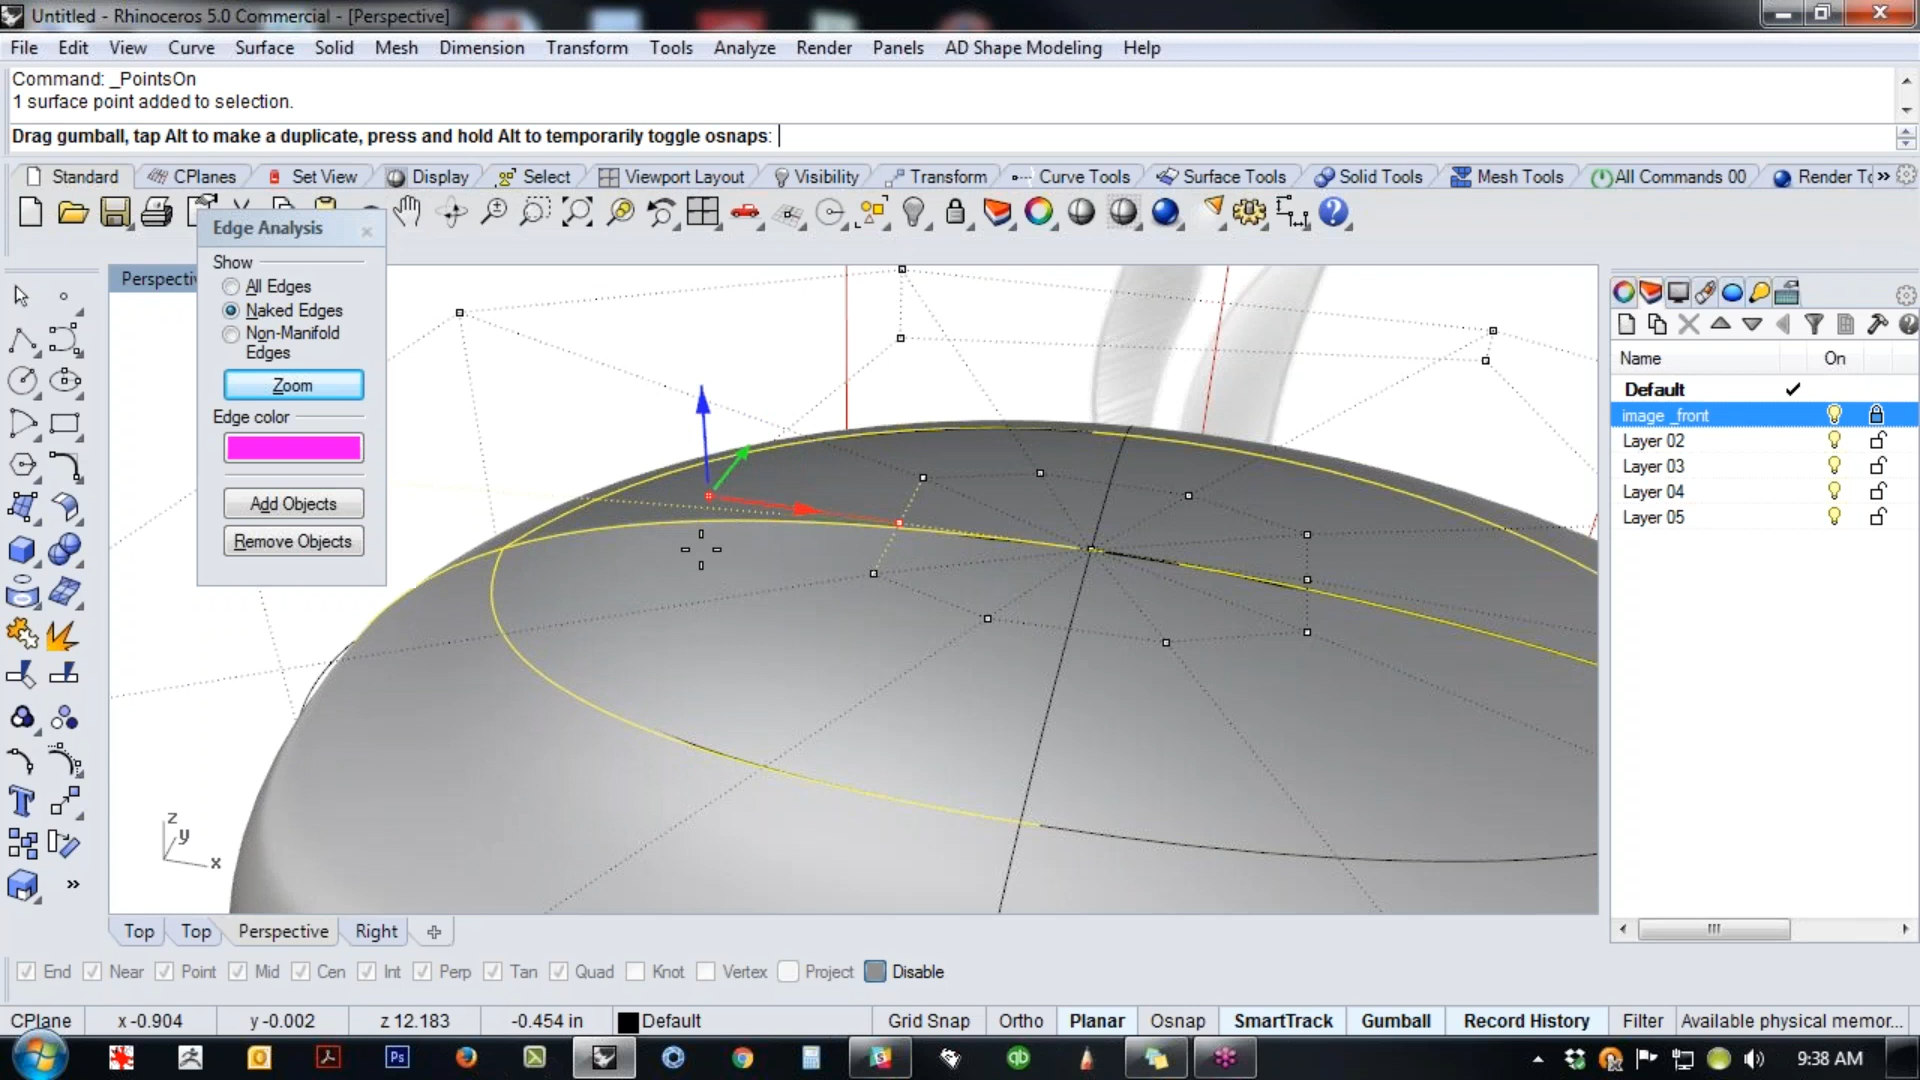 Untitled - Rhinoceros 5.0 Commercial - [Perspective]
File Edit View Curve Surface Solid Mesh Dimension Transform Tools Analyze Render Panels AD Shape Modeling Help
Command: _PointsOn
1 surface point added to selection.
Drag gumball, tap Alt to make a duplicate, press and hold Alt to temporarily toggle osnaps:
Standard CPlanes Set View Display Select Viewport Layout Visibility Transform Curve Tools Surface Tools Solid Tools Mesh Tools All Commands 00 Render To »
Edge Analysis
Show
All Edges
Naked Edges
Non-Manifold
Edges
Zoom
Edge color
Add Objects
Remove Objects
Perspectiv
z
y
x
Name On
Default
image _front
Layer 02
Layer 03
Layer 04
Layer 05
Top Top Perspective Right
End Near Point Mid Cen Int Perp Tan Quad Knot Vertex Project Disable
CPlane x -0.904 y -0.002 z 12.183 -0.454 in Default Grid Snap Ortho Planar Osnap SmartTrack Gumball Record History Filter Available physical memor...
Ps
qb
9:38 AM